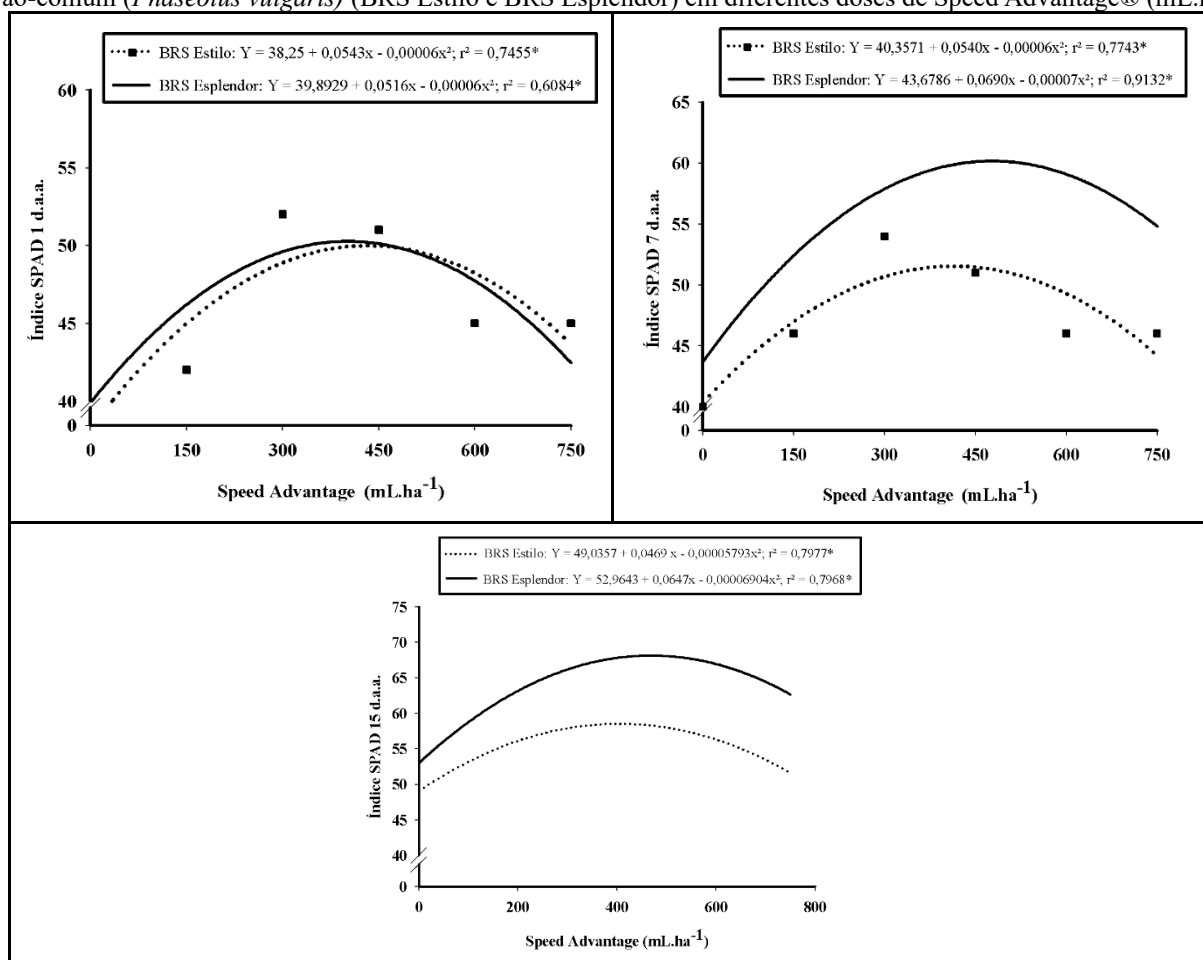 ão-comum (Phaseolus vulgaris) (BRS Estilo e BRS Esplendor) em diferentes doses de Speed Advantage® (mL.
BRS Estilo: Y = 38,25 + 0,0543x - 0,00006x²; r² = 0,7455*
BRS Esplendor: Y = 39,8929 + 0,0516x - 0,00006x²; r² = 0,6084*
60
55
50
45
40
0
Índice SPAD 1 d.a.a.
0 150 300 450 600 750
Speed Advantage (mL.ha⁻¹)
BRS Estilo: Y = 40,3571 + 0,0540x - 0,00006x²; r² = 0,7743*
BRS Esplendor: Y = 43,6786 + 0,0690x - 0,00007x²; r² = 0,9132*
65
60
55
50
45
40
0
Índice SPAD 7 d.a.a.
0 150 300 450 600 750
Speed Advantage (mL.ha⁻¹)
BRS Estilo: Y = 49,0357 + 0,0469 x - 0,00005793x²; r² = 0,7977*
BRS Esplendor: Y = 52,9643 + 0,0647x - 0,00006904x²; r² = 0,7968*
75
70
65
60
55
50
45
40
0
Índice SPAD 15 d.a.a.
0 200 400 600 800
Speed Advantage (mL.ha⁻¹)